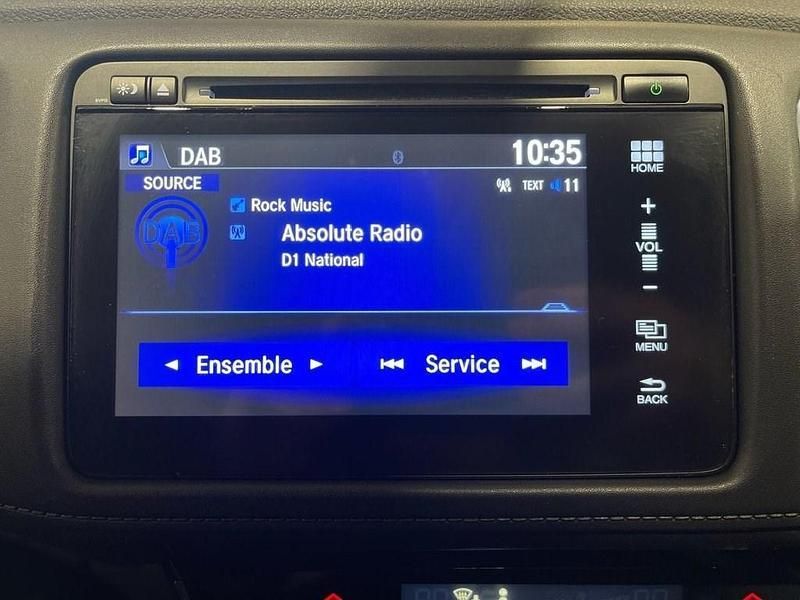 DAB
10:35
HOME
SOURCE
TEXT
11
DAB
Rock Music
Absolute Radio
D1 National
+
VOL
−
Ensemble
Service
MENU
BACK